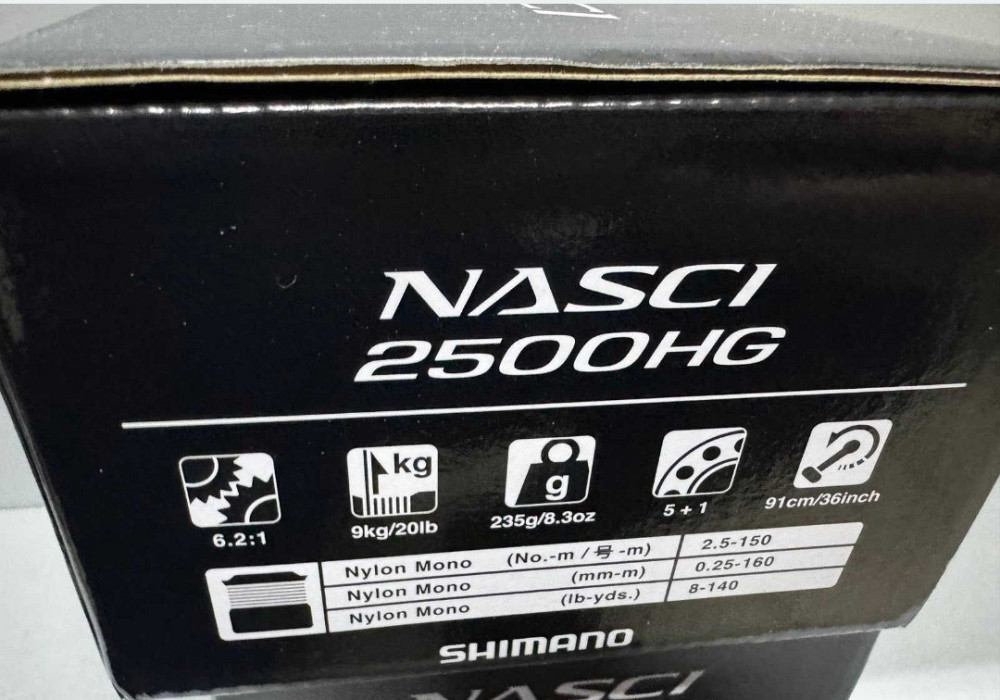 NASCI
2500HG
kg
g
6.2:1
9kg/20lb
235g/8.3oz
5+1
91cm/36inch
Nylon Mono (No.-m / 号-m) 2.5-150
Nylon Mono (mm-m) 0.25-160
Nylon Mono (lb-yds.) 8-140
SHIMANO
NASCI